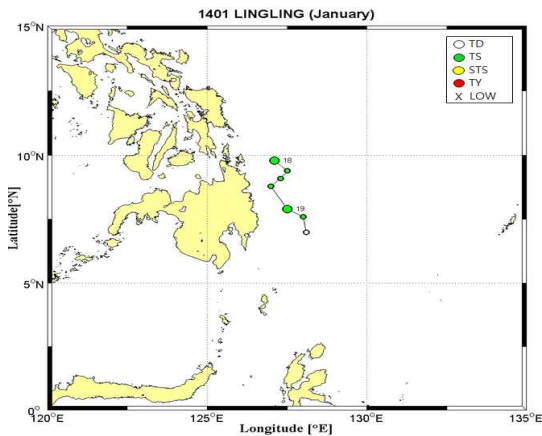 1401 LINGLING (January)
15°N
TD
TS
STS
TY
X LOW
10°N
18
19
Latitude[°N]
5°N
0°
120°E
125°E
130°E
135°E
Longitude [°E]